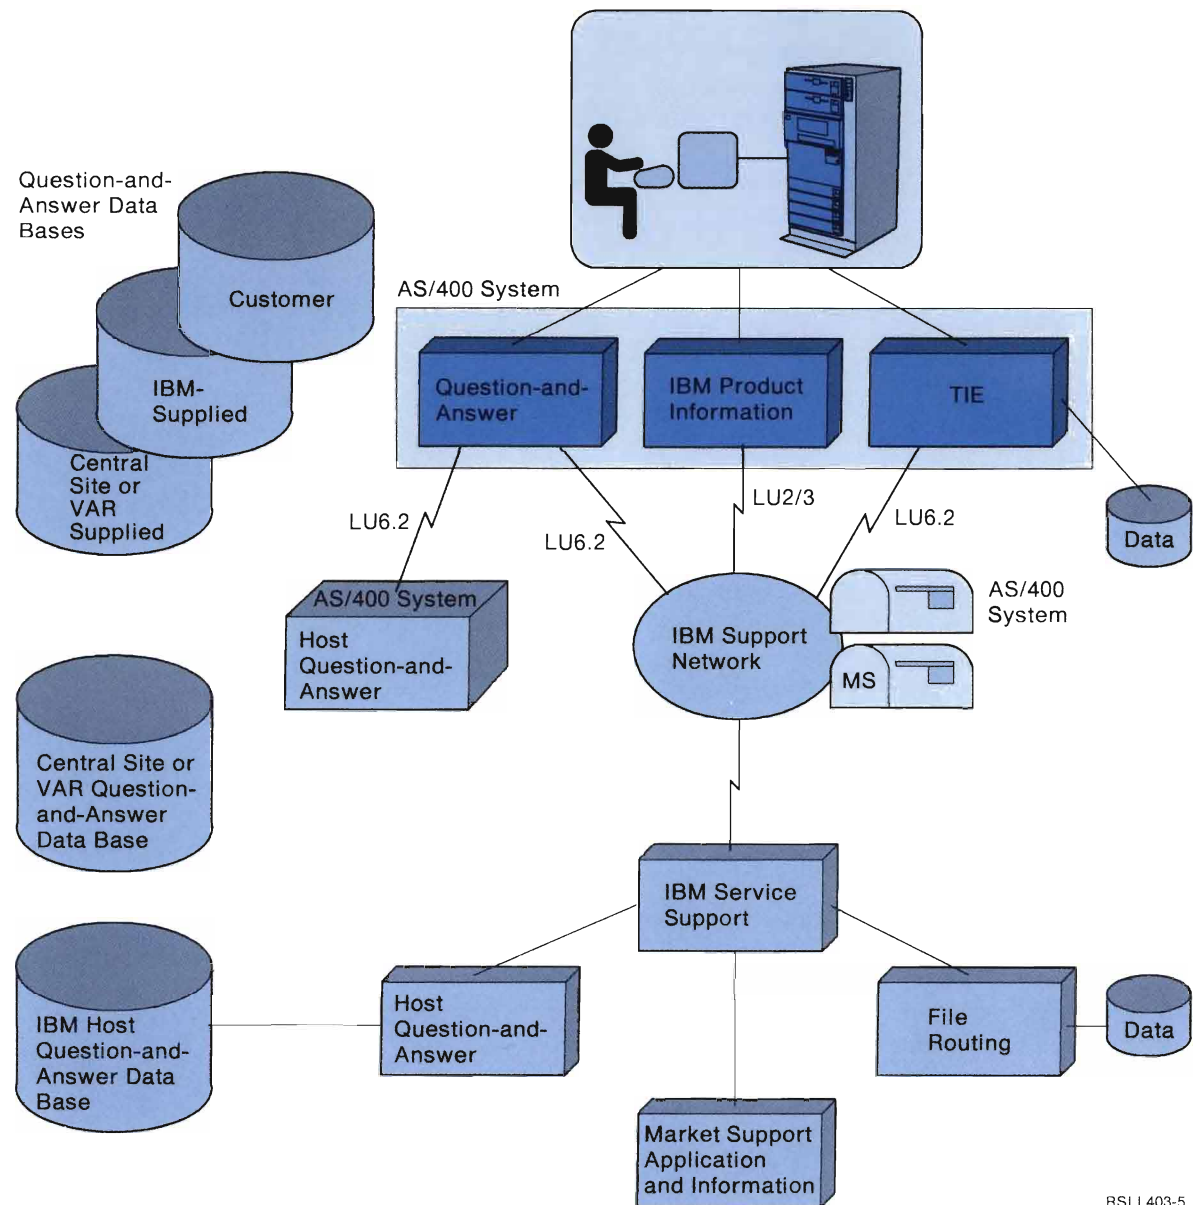 Question-and-
Answer Data
Bases
Customer
IBM-
Supplied
Central
Site or
VAR
Supplied
AS/400 System
Question-and-
Answer
IBM Product
Information
TIE
LU6.2
LU6.2
LU2/3
LU6.2
Data
AS/400 System
Host
Question-and-
Answer
IBM Support
Network
AS/400
System
MS
Central Site or
VAR Question-
and-Answer
Data Base
IBM Service
Support
IBM Host
Question-and-
Answer Data
Base
Host
Question-and-
Answer
File
Routing
Data
Market Support
Application
and Information
RSLL403-5